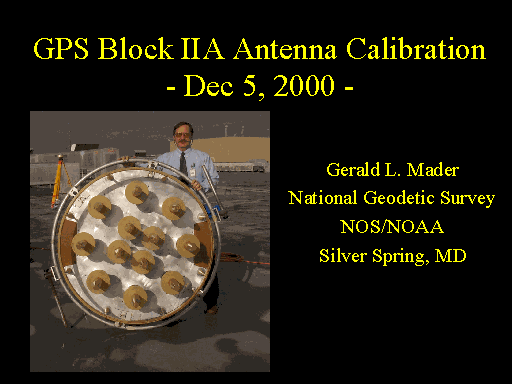 GPS Block IIA Antenna Calibration
- Dec 5, 2000 -
Gerald L. Mader
National Geodetic Survey
NOS/NOAA
Silver Spring, MD